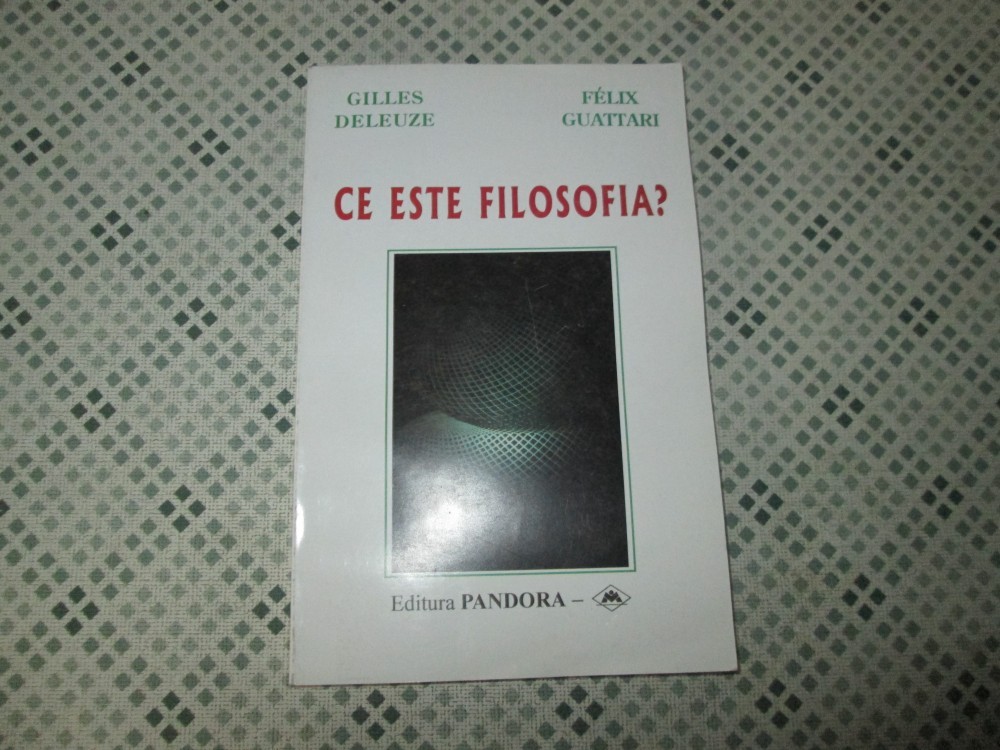 GILLES
DELEUZE
FÉLIX
GUATTARI
CE ESTE FILOSOFIA?
Editura PANDORA –